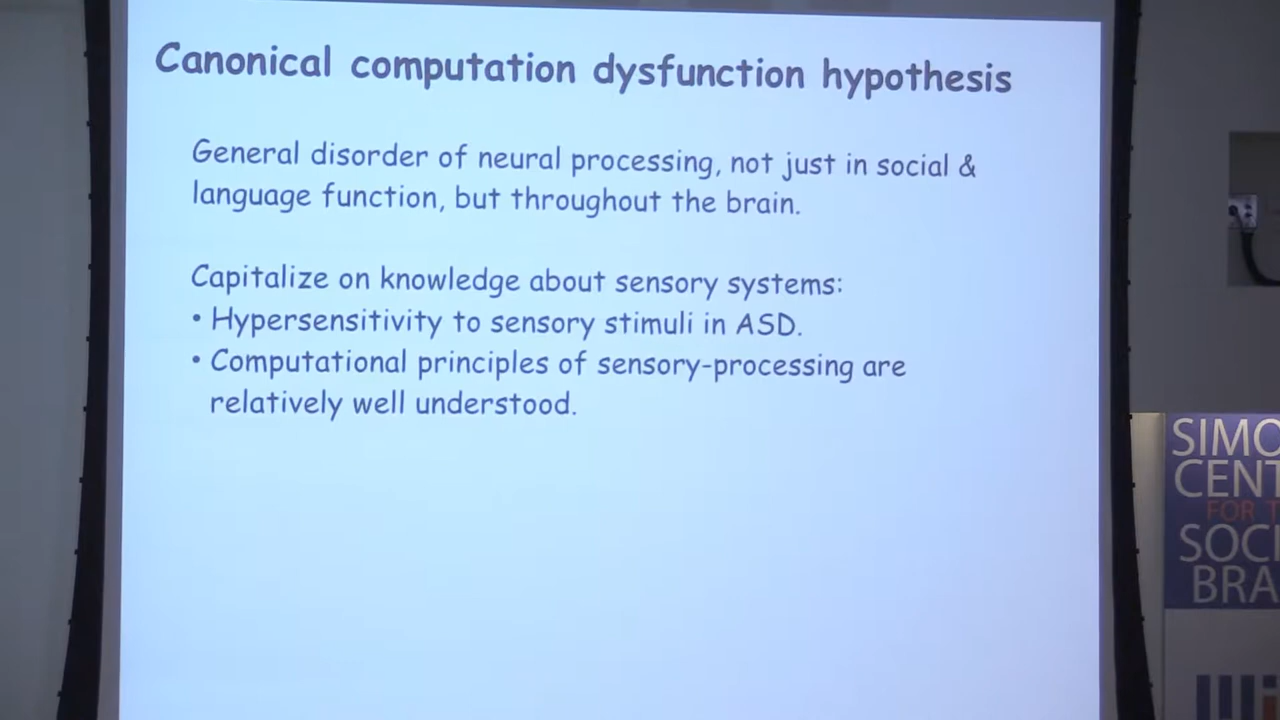 Canonical computation dysfunction hypothesis
General disorder of neural processing, not just in social &
language function, but throughout the brain.
Capitalize on knowledge about sensory systems:
• Hypersensitivity to sensory stimuli in ASD.
• Computational principles of sensory-processing are
relatively well understood.
SIMO
CENT
FOR T
SOCI
BRA